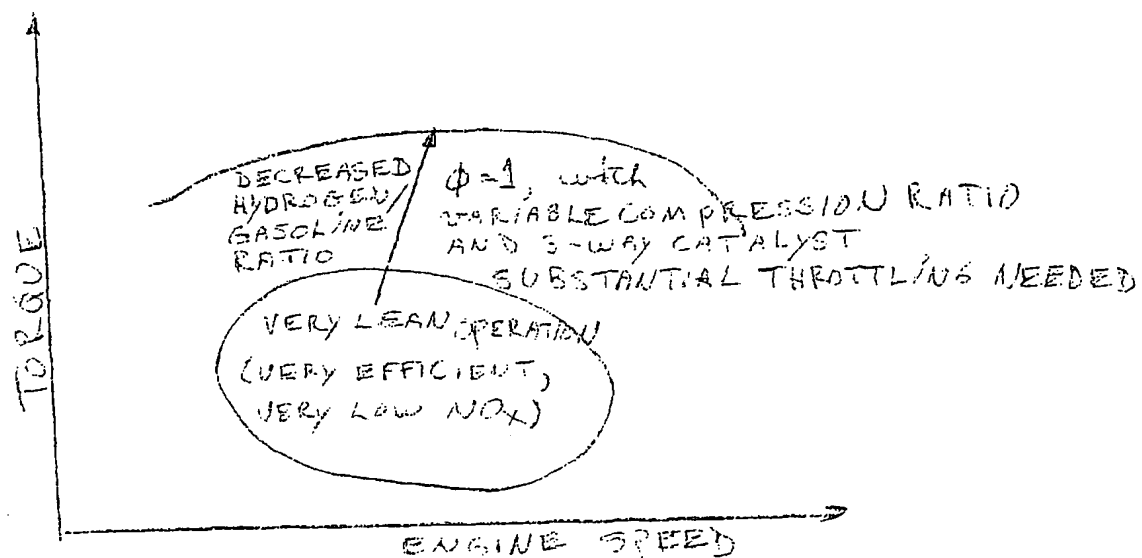 TORQUE
DECREASED
HYDROGEN/
GASOLINE
RATIO
φ=1, with
VARIABLE COMPRESSION RATIO
AND 3-WAY CATALYST
SUBSTANTIAL THROTTLING NEEDED
VERY LEAN OPERATION
(VERY EFFICIENT,
VERY LOW NOx)
ENGINE SPEED